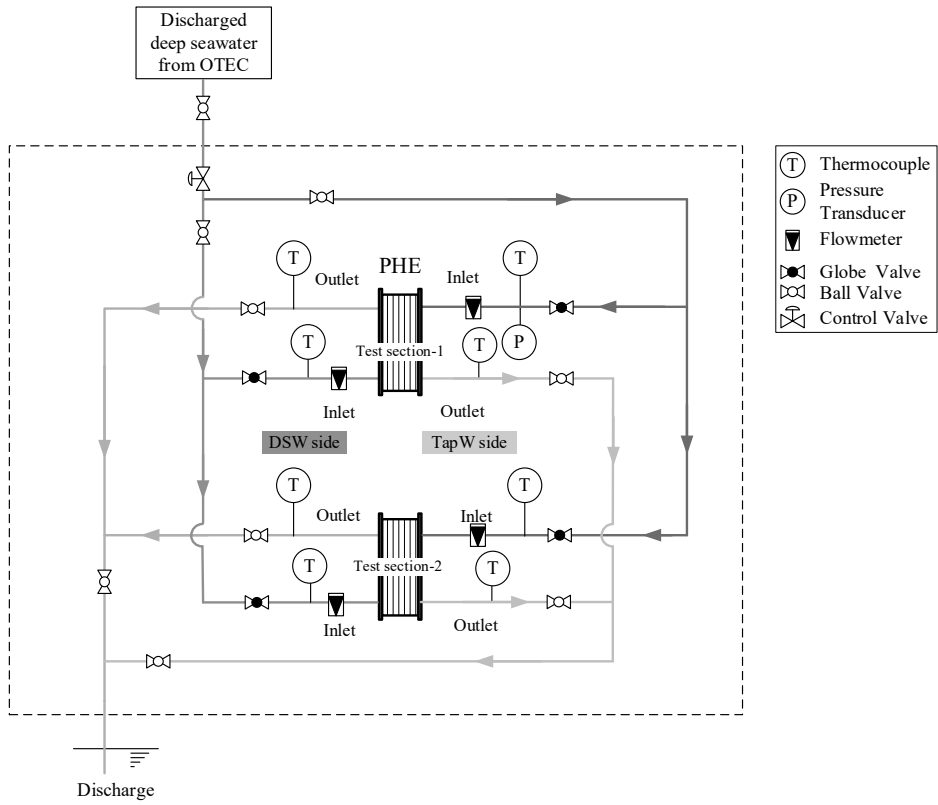 Discharged
deep seawater
from OTEC
T Thermocouple
P Pressure
Transducer
Flowmeter
Globe Valve
Ball Valve
Control Valve
T
Outlet
PHE
Inlet
T
T
Test section-1
T
P
Inlet
Outlet
DSW side
TapW side
T
Outlet
Inlet
T
T
Test section-2
T
Inlet
Outlet
Discharge